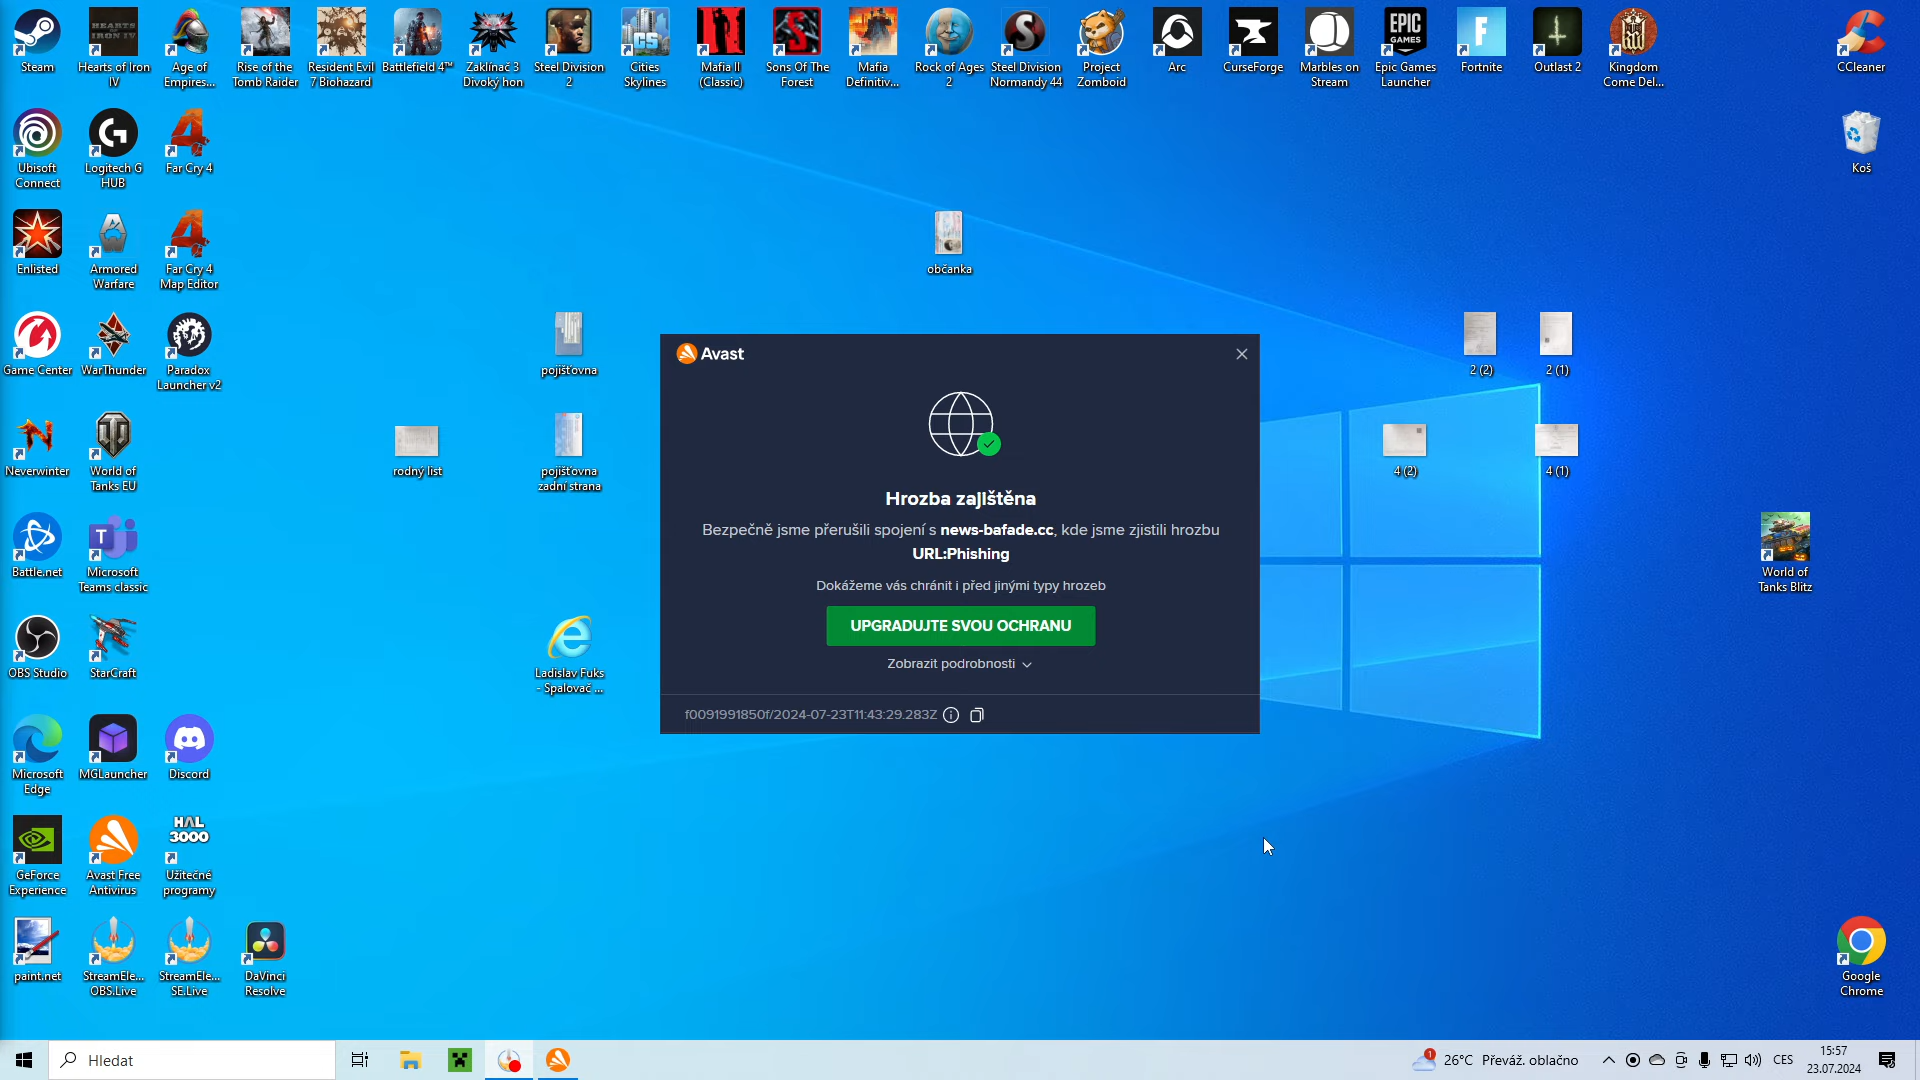 Steam
Hearts of Iron
IV
Age of
Empires...
Rise of the
Tomb Raider
Resident Evil
7 Biohazard
Battlefield 4™
Zaklínač 3
Divoký hon
Steel Division
2
Cities
Skylines
Mafia II
(Classic)
Sons Of The
Forest
Mafia
Definitiv...
Rock of Ages
2
Steel Division
Normandy 44
Project
Zomboid
Arc
CurseForge
Marbles on
Stream
Epic Games
Launcher
Fortnite
Outlast 2
Kingdom
Come Del...
CCleaner
Ubisoft
Connect
Logitech G
HUB
Far Cry 4
Koš
Enlisted
Armored
Warfare
Far Cry 4
Map Editor
občanka
Game Center
WarThunder
Paradox
Launcher v2
pojišťovna
2 (2)
2 (1)
Neverwinter
World of
Tanks EU
rodný list
pojišťovna
zadní strana
4 (2)
4 (1)
Battle.net
Microsoft
Teams classic
World of
Tanks Blitz
OBS Studio
StarCraft
Ladislav Fuks
- Spalovač ...
Microsoft
Edge
MGLauncher
Discord
GeForce
Experience
Avast Free
Antivirus
HAL
3000
Užitečné
programy
paint.net
StreamEle...
OBS.Live
StreamEle...
SE.Live
DaVinci
Resolve
Google
Chrome
Avast
Hrozba zajištěna
Bezpečně jsme přerušili spojení s news-bafade.cc, kde jsme zjistili hrozbu
URL:Phishing
Dokážeme vás chránit i před jinými typy hrozeb
UPGRADUJTE SVOU OCHRANU
Zobrazit podrobnosti
f0091991850f/2024-07-23T11:43:29.283Z
Hledat
1
26°C Převáž. oblačno
CES
15:57
23.07.2024